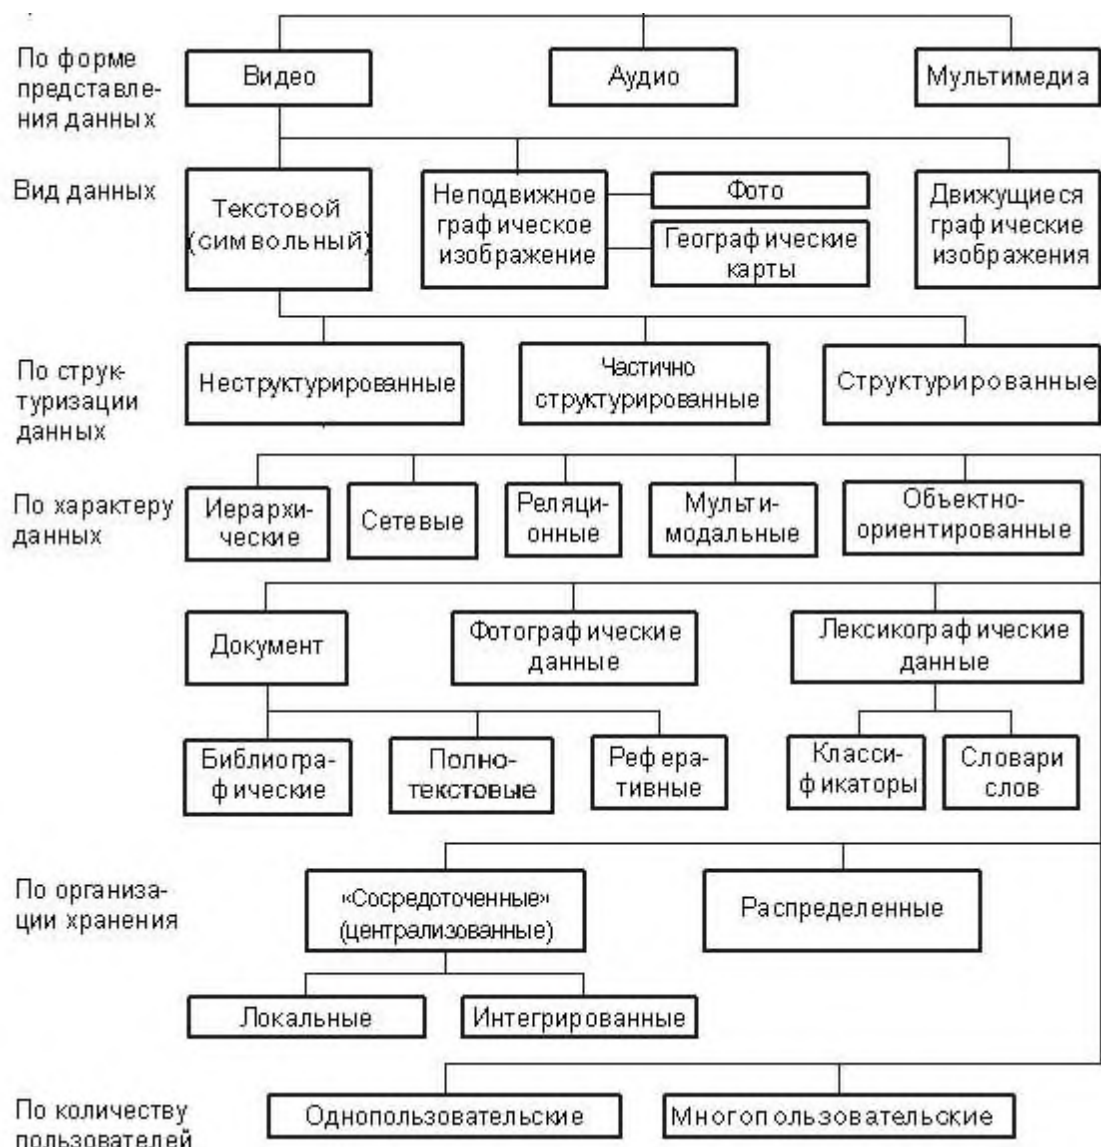 По форме
представле-
ния данных
Видео
Аудио
Мультимедиа
Вид данных
Текстовой
(символьный)
Неподвижное
графическое
изображение
Фото
Географические
карты
Движущиеся
графические
изображения
По струк-
туризации
данных
Неструктурированные
Частично
структурированные
Структурированные
По характеру
данных
Иерархи-
ческие
Сетевые
Реляци-
онные
Мульти-
модальные
Объектно-
ориентированные
Документ
Фотографические
данные
Лексикографические
данные
Библиогра-
фические
Полно-
текстовые
Рефера-
тивные
Класси-
фикаторы
Словари
слов
По организа-
ции хранения
«Сосредоточенные»
(централизованные)
Распределенные
Локальные
Интегрированные
По количеству
пользователей
Однопользовательские
Многопользовательские